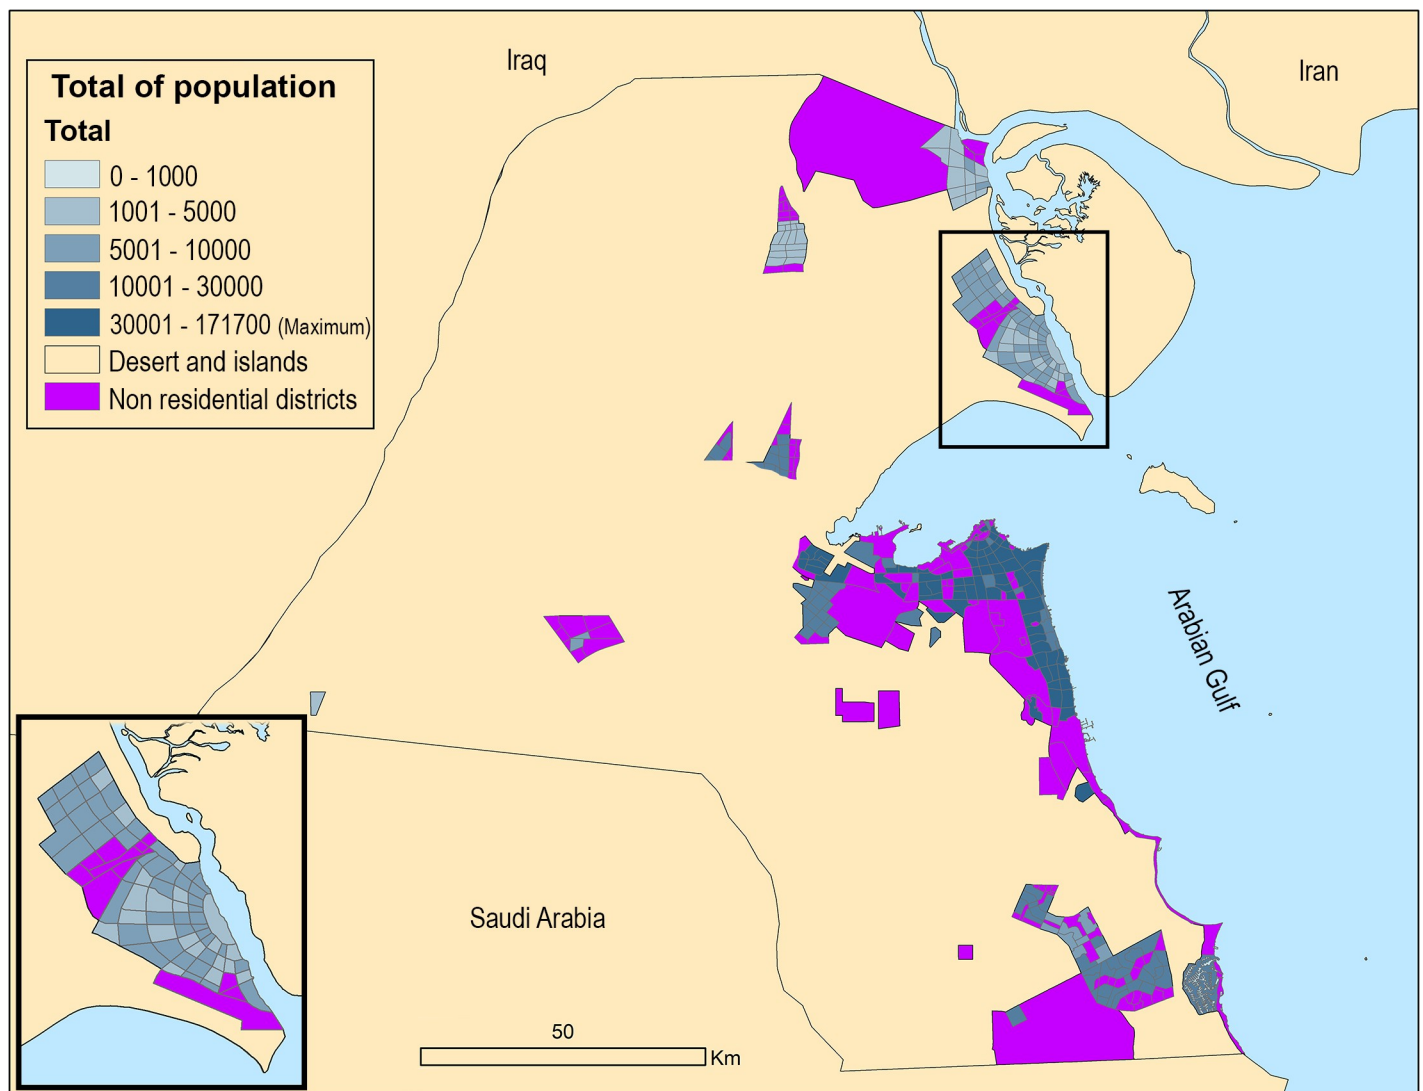 Iraq
Iran
Total of population
Total
0 - 1000
1001 - 5000
5001 - 10000
10001 - 30000
30001 - 171700 (Maximum)
Desert and islands
Non residential districts
Arabian Gulf
Saudi Arabia
50
Km